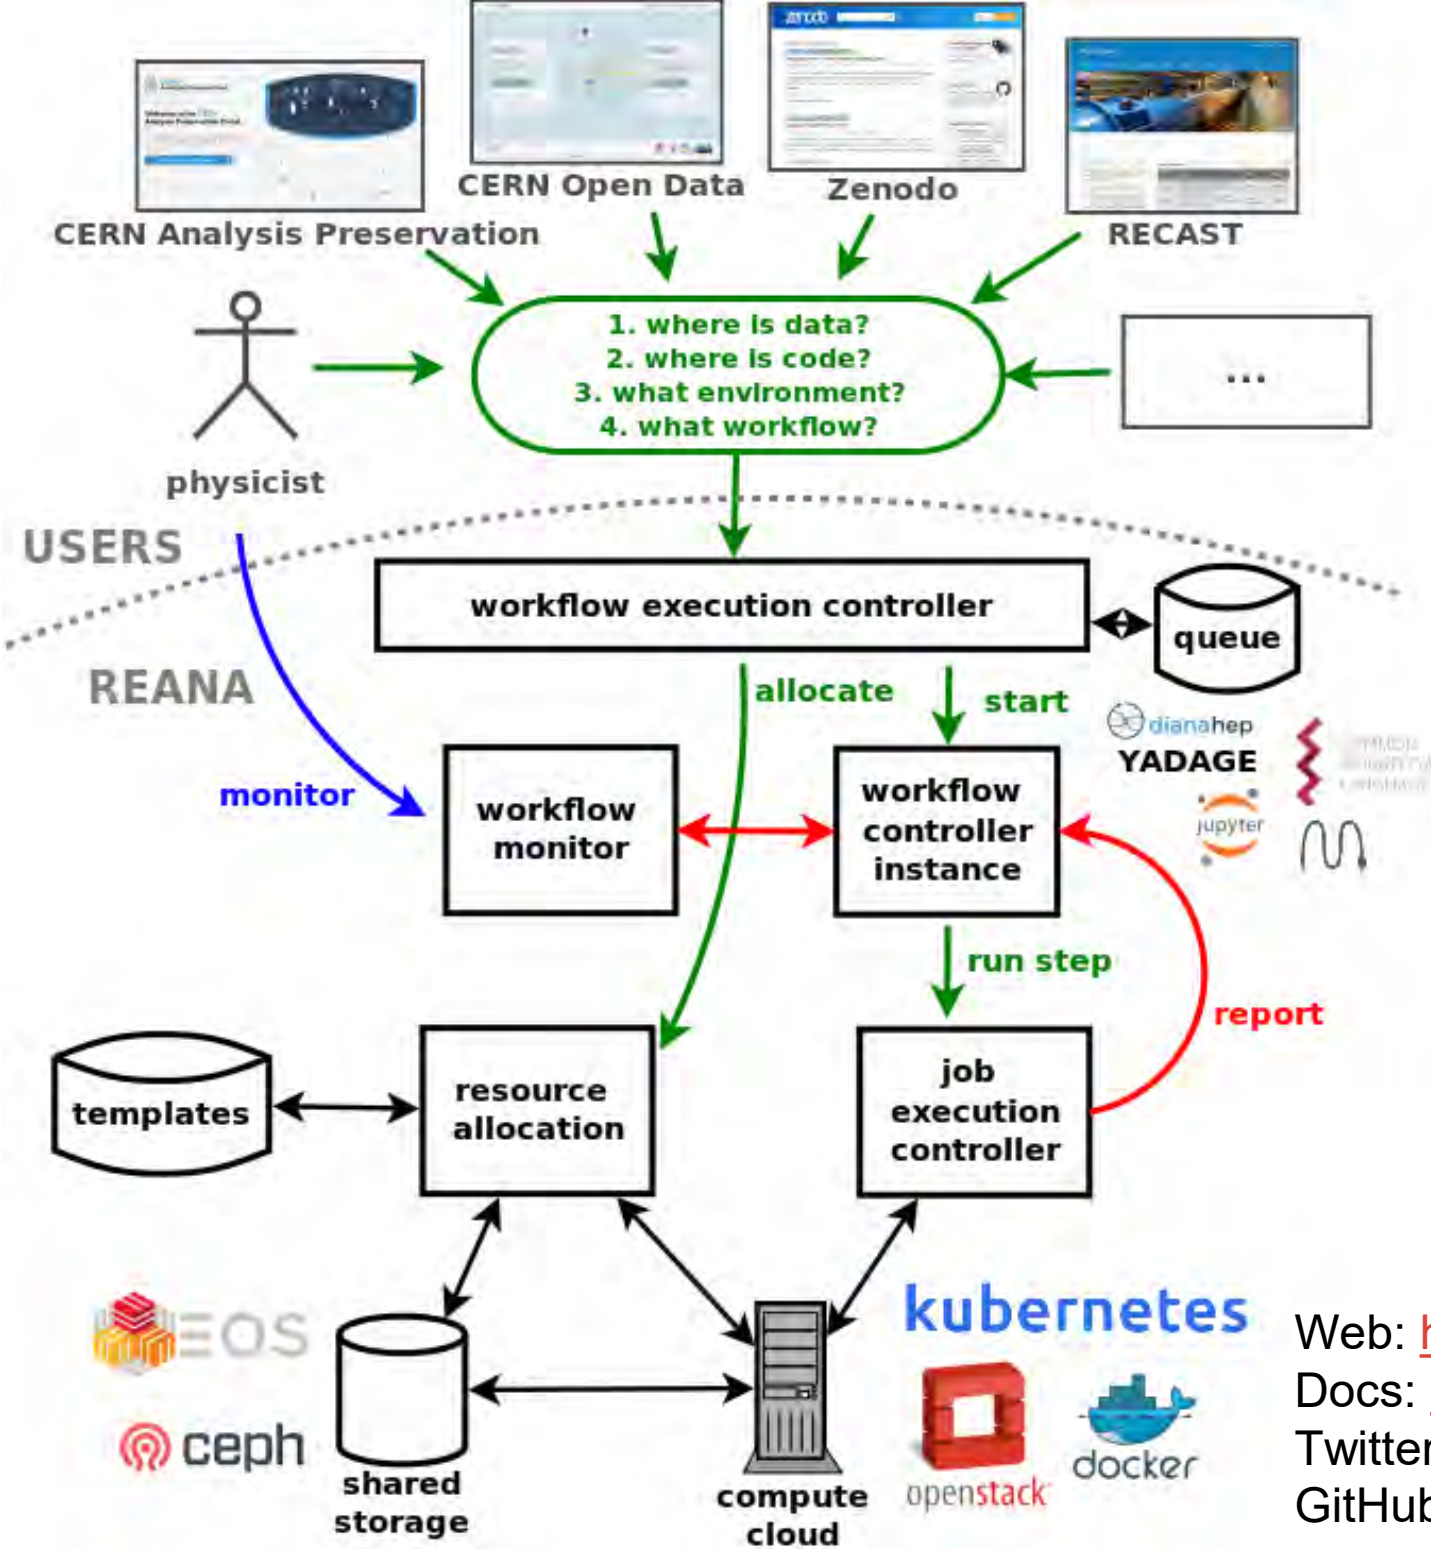 zenodo
CERN Analysis Preservation
CERN Open Data
Zenodo
RECAST
1. where is data?
2. where is code?
3. what environment?
4. what workflow?
...
physicist
USERS
REANA
workflow execution controller
queue
allocate
start
monitor
workflow
monitor
workflow
controller
instance
dianahep
YADAGE
jupyter
run step
report
templates
resource
allocation
job
execution
controller
EOS
ceph
shared
storage
compute
cloud
kubernetes
openstack
docker
Web: h
Docs:
Twitter
GitHub